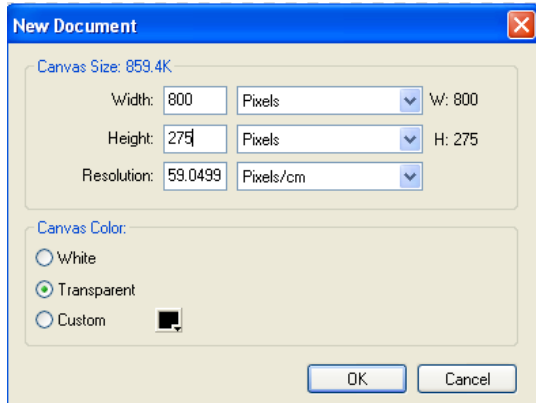 New Document
Canvas Size: 859.4K
Width: 800 Pixels W: 800
Height: 275 Pixels H: 275
Resolution: 59.0499 Pixels/cm
Canvas Color:
White
Transparent
Custom
OK Cancel